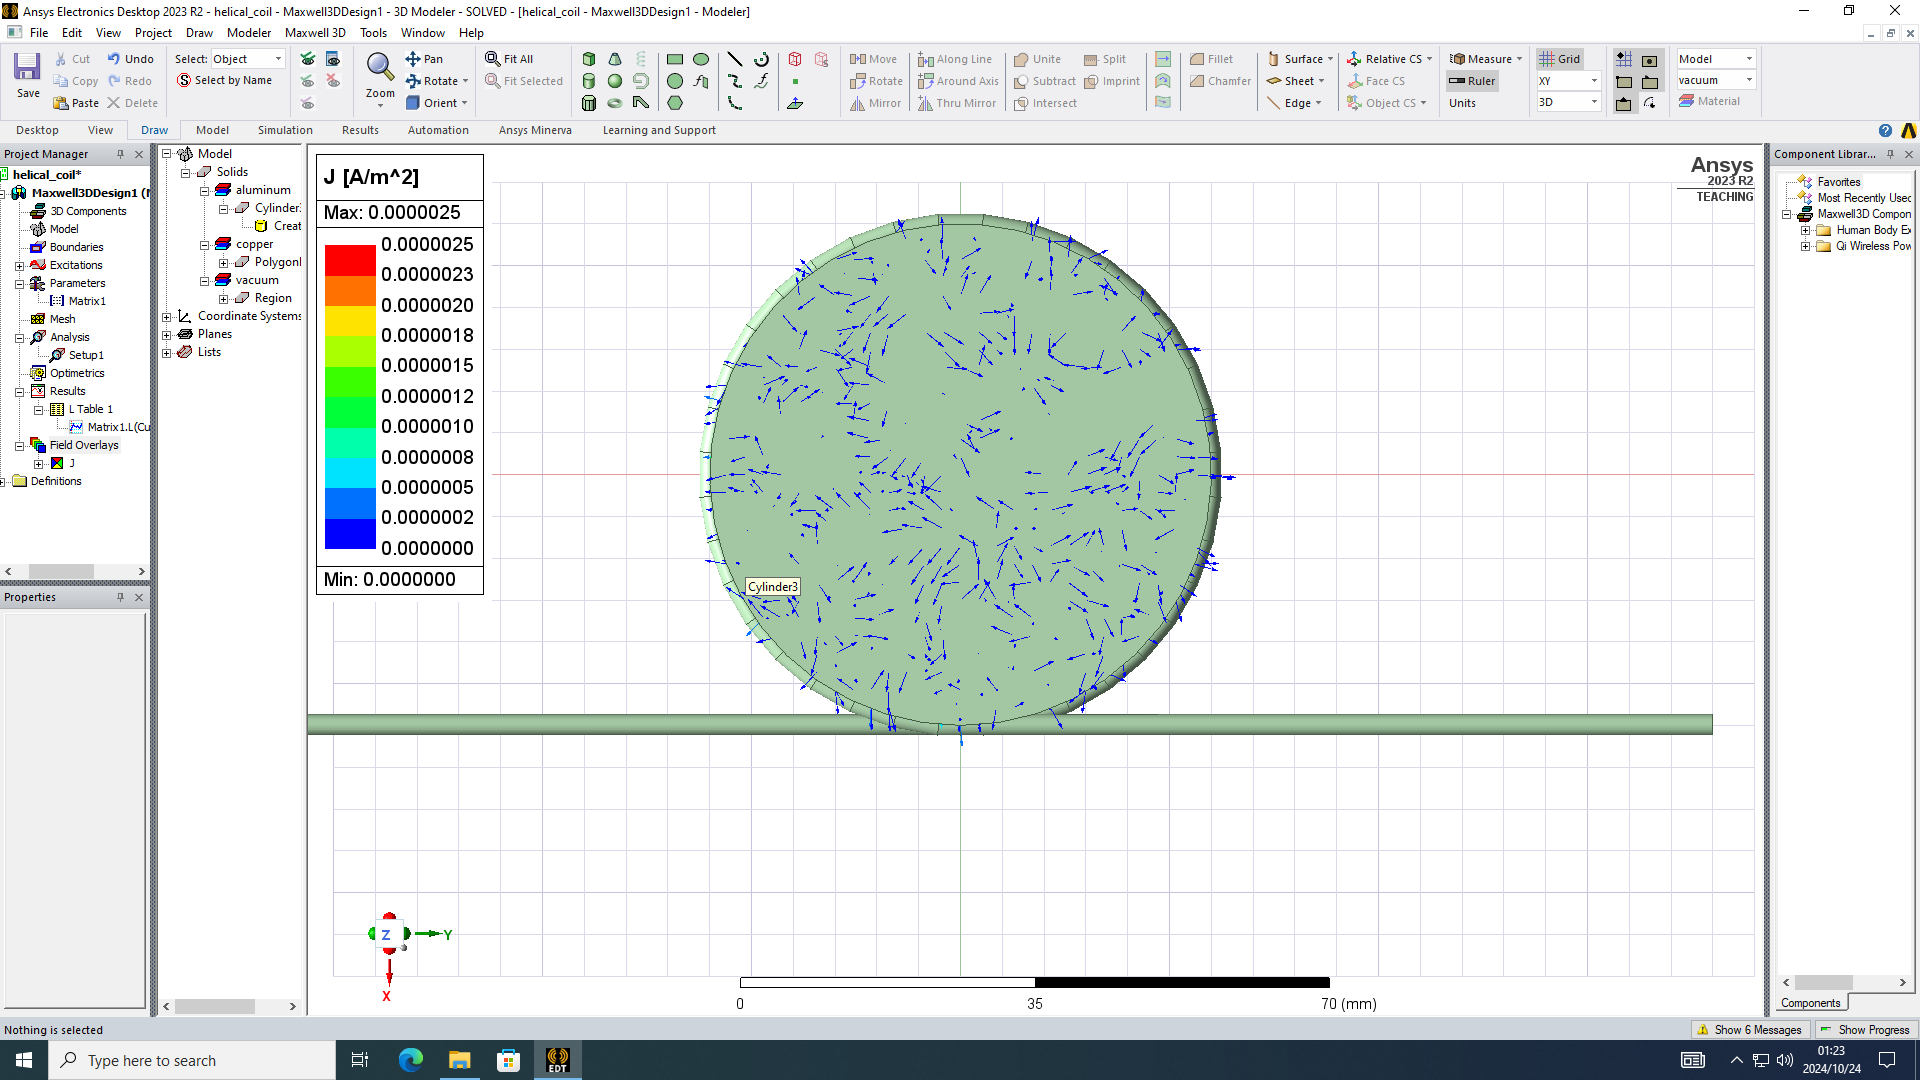 Ansys Electronics Desktop 2023 R2 - helical_coil - Maxwell3DDesign1 - 3D Modeler - SOLVED - [helical_coil - Maxwell3DDesign1 - Modeler]
File Edit View Project Draw Modeler Maxwell 3D Tools Window Help
Save
Cut
Copy
Paste
Undo
Redo
Delete
Select: Object
Select by Name
Zoom
Pan
Rotate
Orient
Fit All
Fit Selected
Move
Rotate
Mirror
Along Line
Around Axis
Thru Mirror
Unite
Subtract
Intersect
Split
Imprint
Fillet
Chamfer
Surface
Sheet
Edge
Relative CS
Face CS
Object CS
Measure
Ruler
Units
Grid
XY
3D
Model
vacuum
Material
Desktop View Draw Model Simulation Results Automation Ansys Minerva Learning and Support
Project Manager
helical_coil*
Maxwell3DDesign1 (
3D Components
Model
Boundaries
Excitations
Parameters
Matrix1
Mesh
Analysis
Setup1
Optimetrics
Results
L Table 1
Matrix1.L(Cu
Field Overlays
J
Definitions
Properties
Model
Solids
aluminum
Cylinder
Creat
copper
Polygon
vacuum
Region
Coordinate Systems
Planes
Lists
J [A/m^2]
Max: 0.0000025
0.0000025
0.0000023
0.0000020
0.0000018
0.0000015
0.0000012
0.0000010
0.0000008
0.0000005
0.0000002
0.0000000
Min: 0.0000000
Ansys
2023 R2
TEACHING
Cylinder3
Z
Y
X
0 35 70 (mm)
Component Librar...
Favorites
Most Recently Used
Maxwell3D Compon
Human Body Ex
Qi Wireless Pow
Components
Nothing is selected
Show 6 Messages
Show Progress
Type here to search
EDT
01:23
2024/10/24